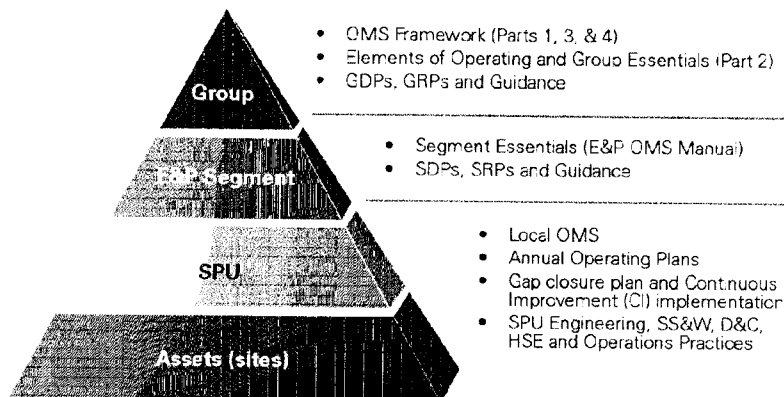 Group
• OMS Framework (Parts 1, 3, & 4)
• Elements of Operating and Group Essentials (Part 2)
• GDPs, GRPs and Guidance
E&P Segment
• Segment Essentials (E&P OMS Manual)
• SDPs, SRPs and Guidance
SPU
Assets (sites)
• Local OMS
• Annual Operating Plans
• Gap closure plan and Continuous
Improvement (CI) implementation
• SPU Engineering, SS&W, D&C,
HSE and Operations Practices